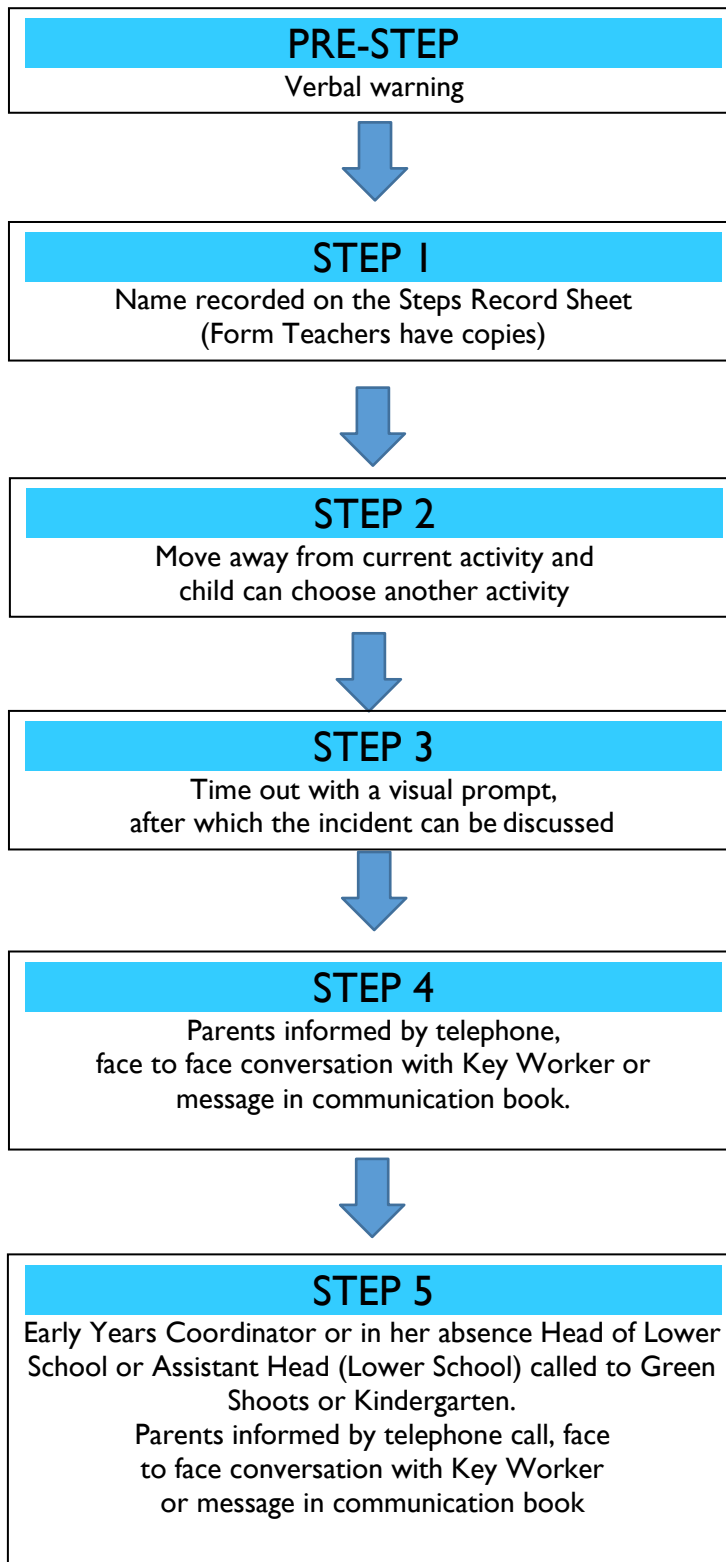 PRE-STEP
Verbal warning
STEP 1
Name recorded on the Steps Record Sheet
(Form Teachers have copies)
STEP 2
Move away from current activity and
child can choose another activity
STEP 3
Time out with a visual prompt,
after which the incident can be discussed
STEP 4
Parents informed by telephone,
face to face conversation with Key Worker or
message in communication book.
STEP 5
Early Years Coordinator or in her absence Head of Lower
School or Assistant Head (Lower School) called to Green
Shoots or Kindergarten.
Parents informed by telephone call, face
to face conversation with Key Worker
or message in communication book